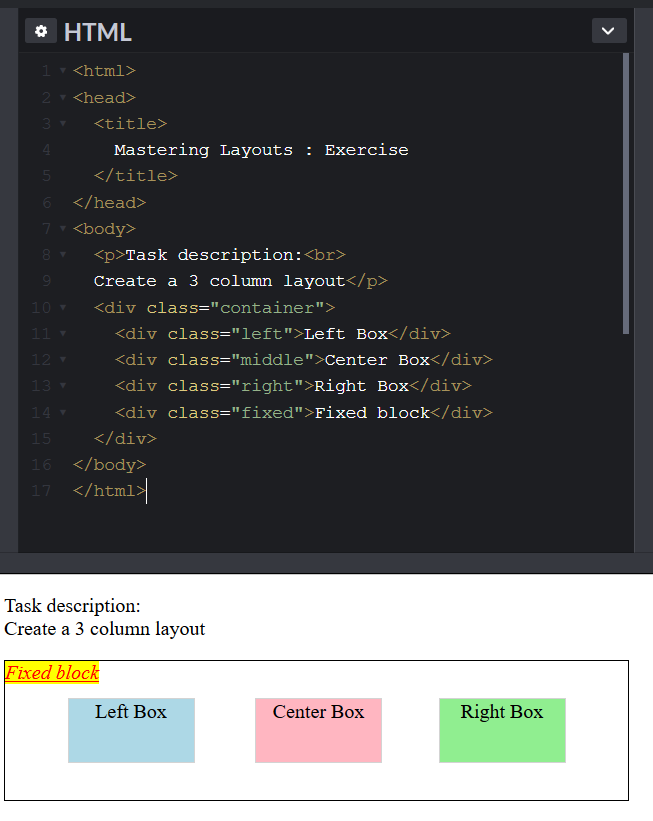 HTML
1 <html>
2 <head>
3 <title>
4 Mastering Layouts : Exercise
5 </title>
6 </head>
7 <body>
8 <p>Task description:<br>
9 Create a 3 column layout</p>
10 <div class="container">
11 <div class="left">Left Box</div>
12 <div class="middle">Center Box</div>
13 <div class="right">Right Box</div>
14 <div class="fixed">Fixed block</div>
15 </div>
16 </body>
17 </html>
Task description:
Create a 3 column layout
Fixed block
Left Box Center Box Right Box